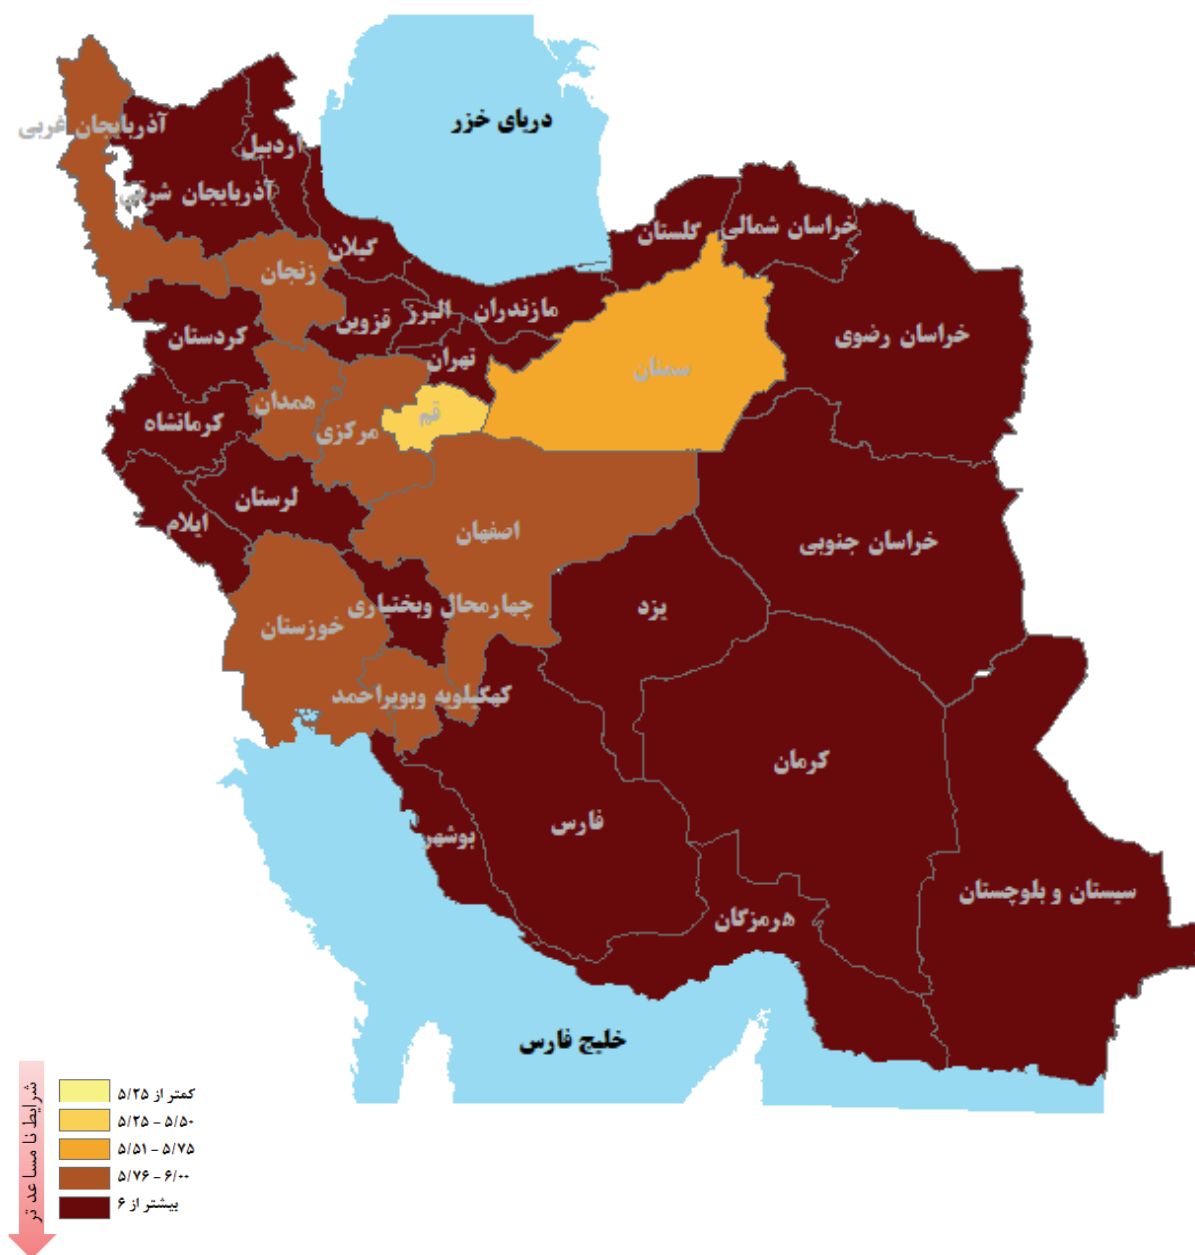 دریای خزر
آذربایجان غربی
اردبیل
آذربایجان شرقی
خراسان شمالی
گلستان
گیلان
زنجان
مازندران
البرز
قزوین
کردستان
خراسان رضوی
تهران
سمنان
همدان
قم
کرمانشاه
مرکزی
لرستان
ایلام
اصفهان
خراسان جنوبی
چهارمحال وبختیاری
یزد
خوزستان
کهگیلویه وبویراحمد
کرمان
فارس
بوشهر
سیستان و بلوچستان
هرمزگان
خلیج فارس
شرایط نا مساعد تر
کمتر از ۵/۲۵
۵/۲۵ - ۵/۵۰
۵/۵۱ - ۵/۷۵
۵/۷۶ - ۶/۰۰
بیشتر از ۶